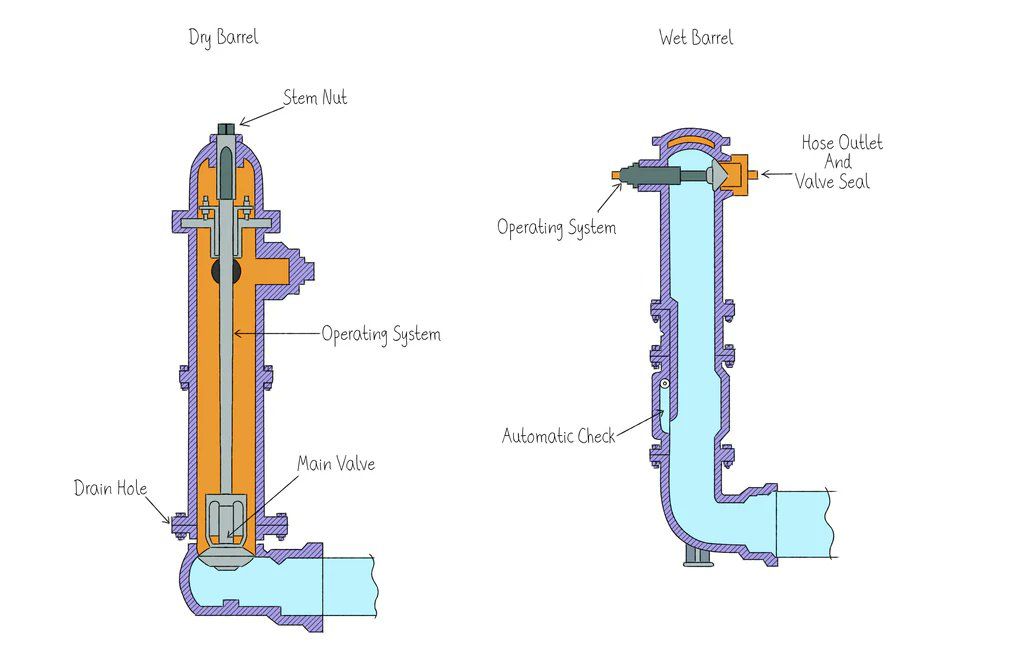 Dry Barrel
Wet Barrel
Stem Nut
Hose Outlet
And
Valve Seal
Operating System
Operating System
Automatic Check
Main Valve
Drain Hole